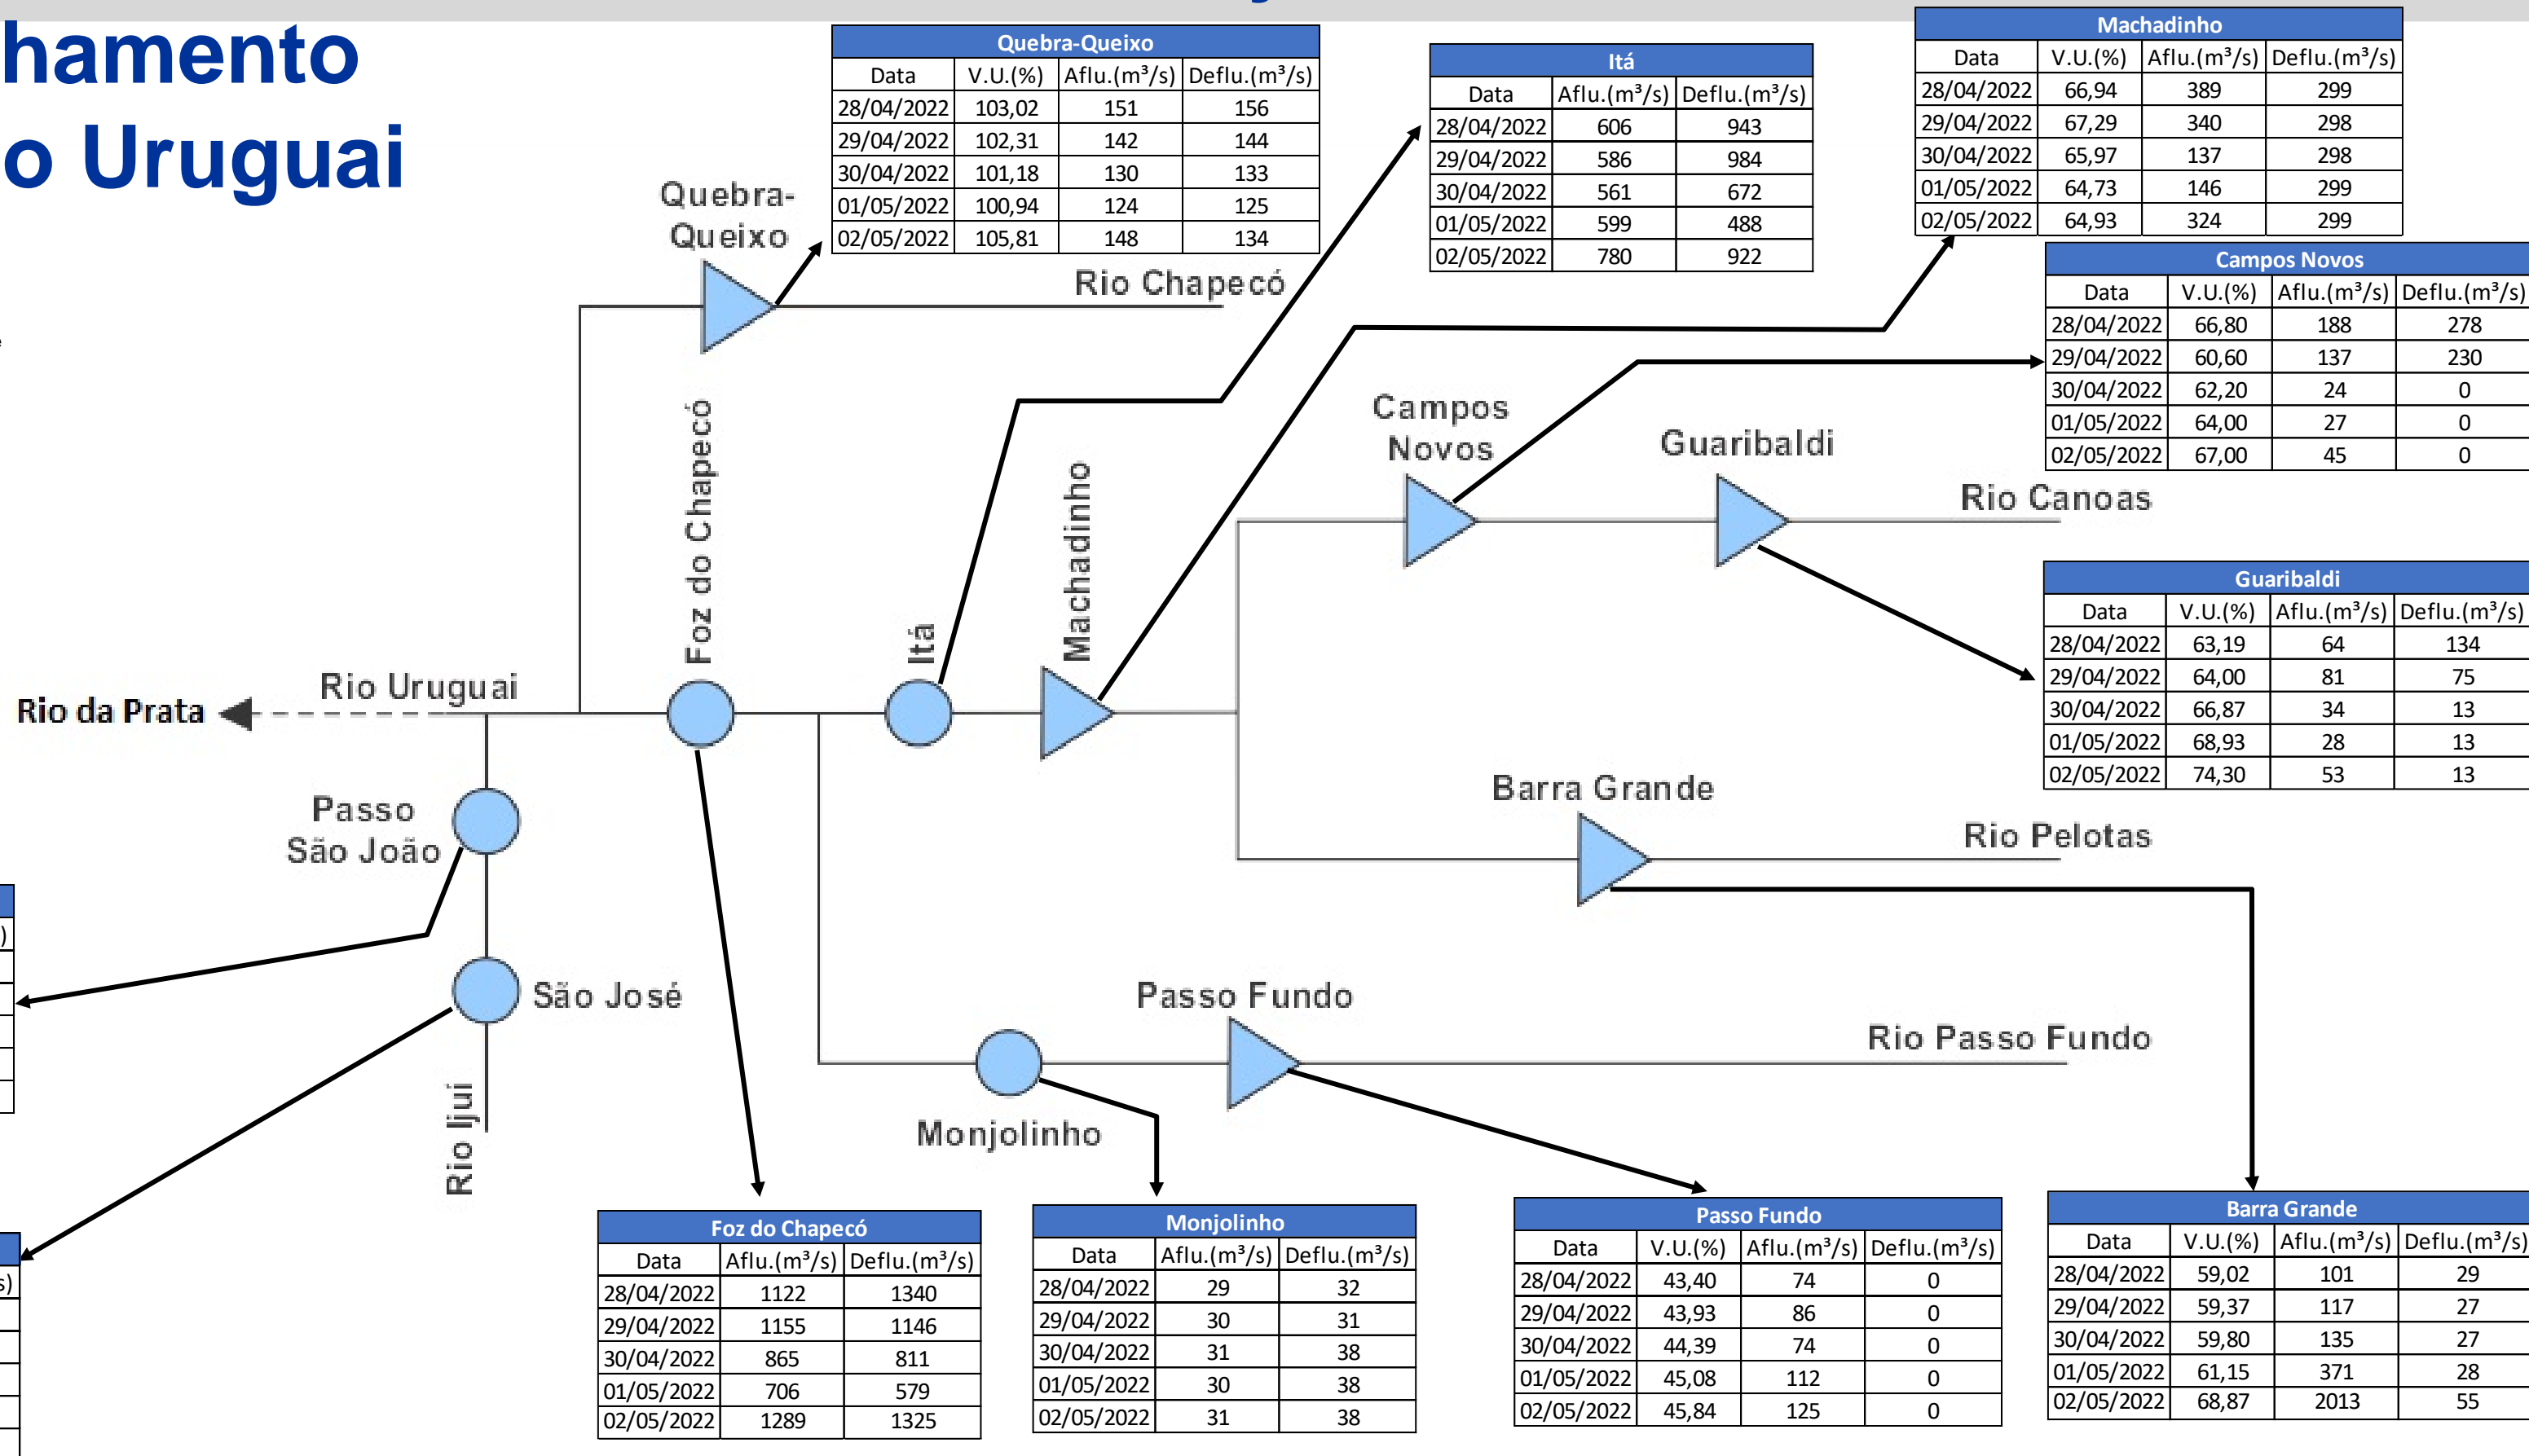 hamento
o Uruguai
Quebra-Queixo
Data V.U.(%) Aflu.(m³/s) Deflu.(m³/s)
28/04/2022 103,02 151 156
29/04/2022 102,31 142 144
30/04/2022 101,18 130 133
01/05/2022 100,94 124 125
02/05/2022 105,81 148 134
Itá
Data Aflu.(m³/s) Deflu.(m³/s)
28/04/2022 606 943
29/04/2022 586 984
30/04/2022 561 672
01/05/2022 599 488
02/05/2022 780 922
Machadinho
Data V.U.(%) Aflu.(m³/s) Deflu.(m³/s)
28/04/2022 66,94 389 299
29/04/2022 67,29 340 298
30/04/2022 65,97 137 298
01/05/2022 64,73 146 299
02/05/2022 64,93 324 299
Campos Novos
Data V.U.(%) Aflu.(m³/s) Deflu.(m³/s)
28/04/2022 66,80 188 278
29/04/2022 60,60 137 230
30/04/2022 62,20 24 0
01/05/2022 64,00 27 0
02/05/2022 67,00 45 0
Quebra-
Queixo
Rio Chapecó
Foz do Chapecó
Itá
Machadinho
Campos
Novos
Guaribaldi
Rio Canoas
Guaribaldi
Data V.U.(%) Aflu.(m³/s) Deflu.(m³/s)
28/04/2022 63,19 64 134
29/04/2022 64,00 81 75
30/04/2022 66,87 34 13
01/05/2022 68,93 28 13
02/05/2022 74,30 53 13
Rio da Prata
Rio Uruguai
Passo
São João
Barra Grande
Rio Pelotas
São José
Rio Ijuí
Passo Fundo
Rio Passo Fundo
Monjolinho
)
s)
Foz do Chapecó
Data Aflu.(m³/s) Deflu.(m³/s)
28/04/2022 1122 1340
29/04/2022 1155 1146
30/04/2022 865 811
01/05/2022 706 579
02/05/2022 1289 1325
Monjolinho
Data Aflu.(m³/s) Deflu.(m³/s)
28/04/2022 29 32
29/04/2022 30 31
30/04/2022 31 38
01/05/2022 30 38
02/05/2022 31 38
Passo Fundo
Data V.U.(%) Aflu.(m³/s) Deflu.(m³/s)
28/04/2022 43,40 74 0
29/04/2022 43,93 86 0
30/04/2022 44,39 74 0
01/05/2022 45,08 112 0
02/05/2022 45,84 125 0
Barra Grande
Data V.U.(%) Aflu.(m³/s) Deflu.(m³/s)
28/04/2022 59,02 101 29
29/04/2022 59,37 117 27
30/04/2022 59,80 135 27
01/05/2022 61,15 371 28
02/05/2022 68,87 2013 55